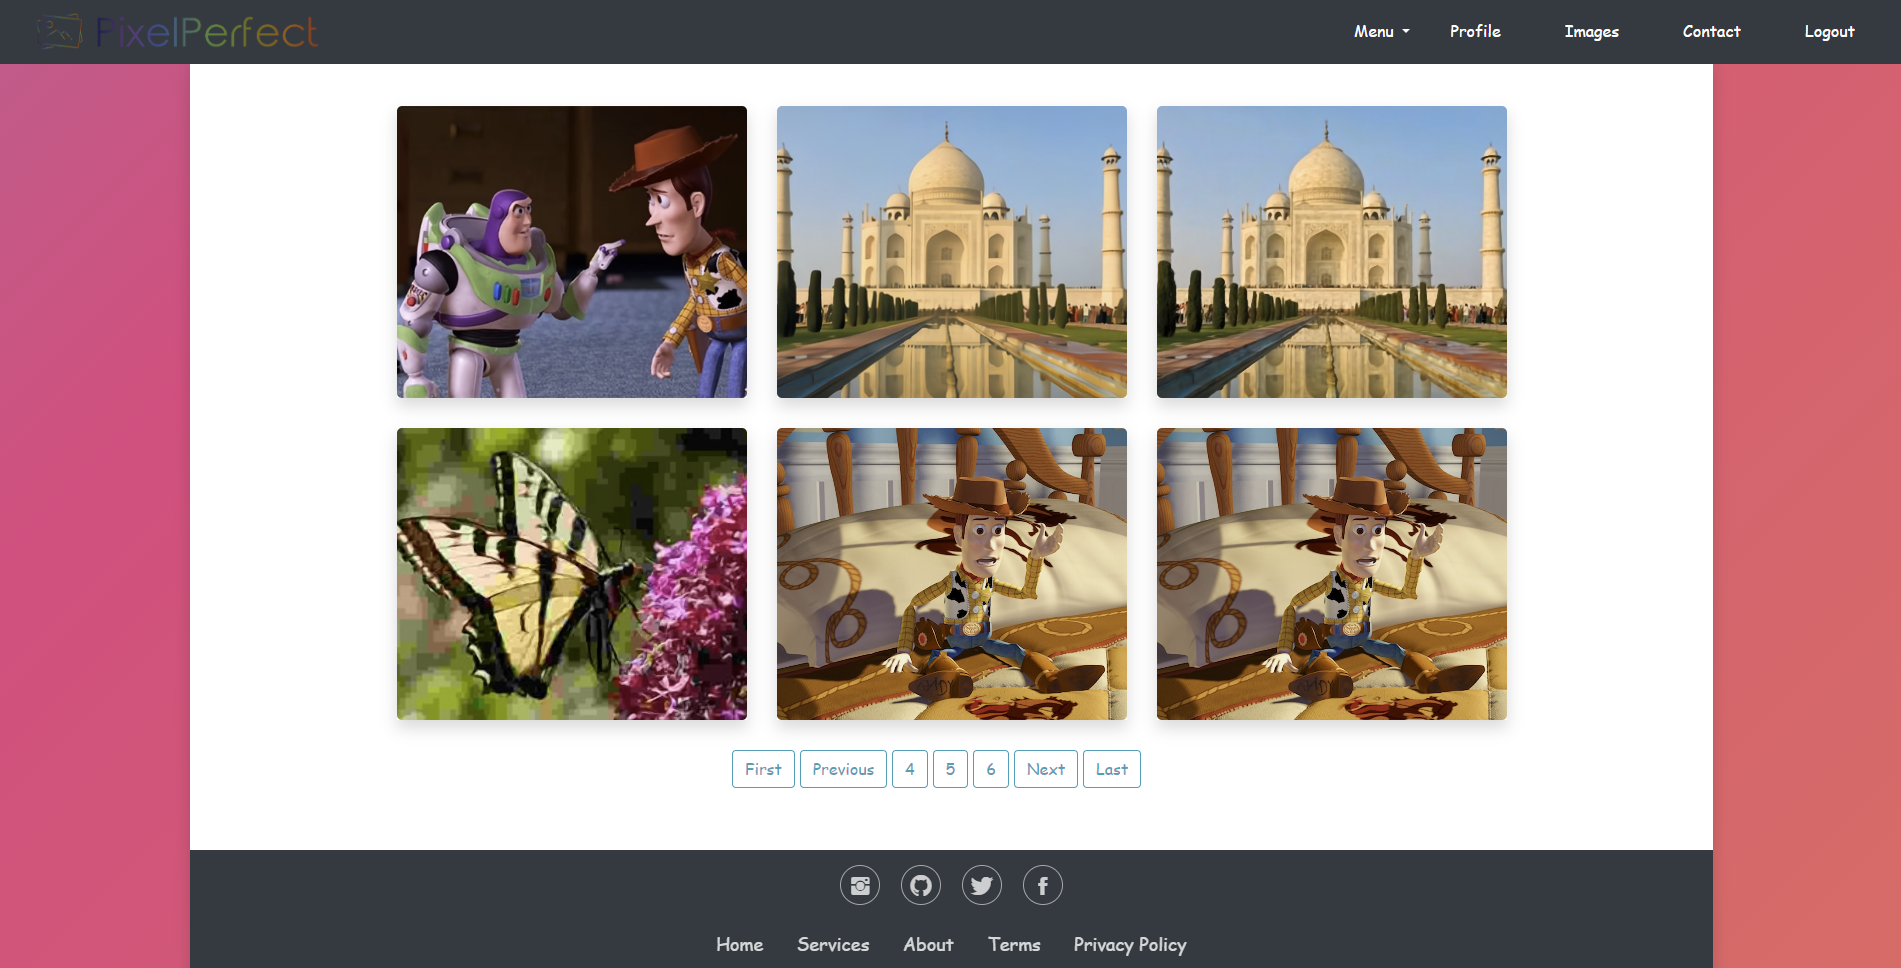 PixelPerfect
Menu Profile Images Contact Logout
First Previous 4 5 6 Next Last
Home Services About Terms Privacy Policy